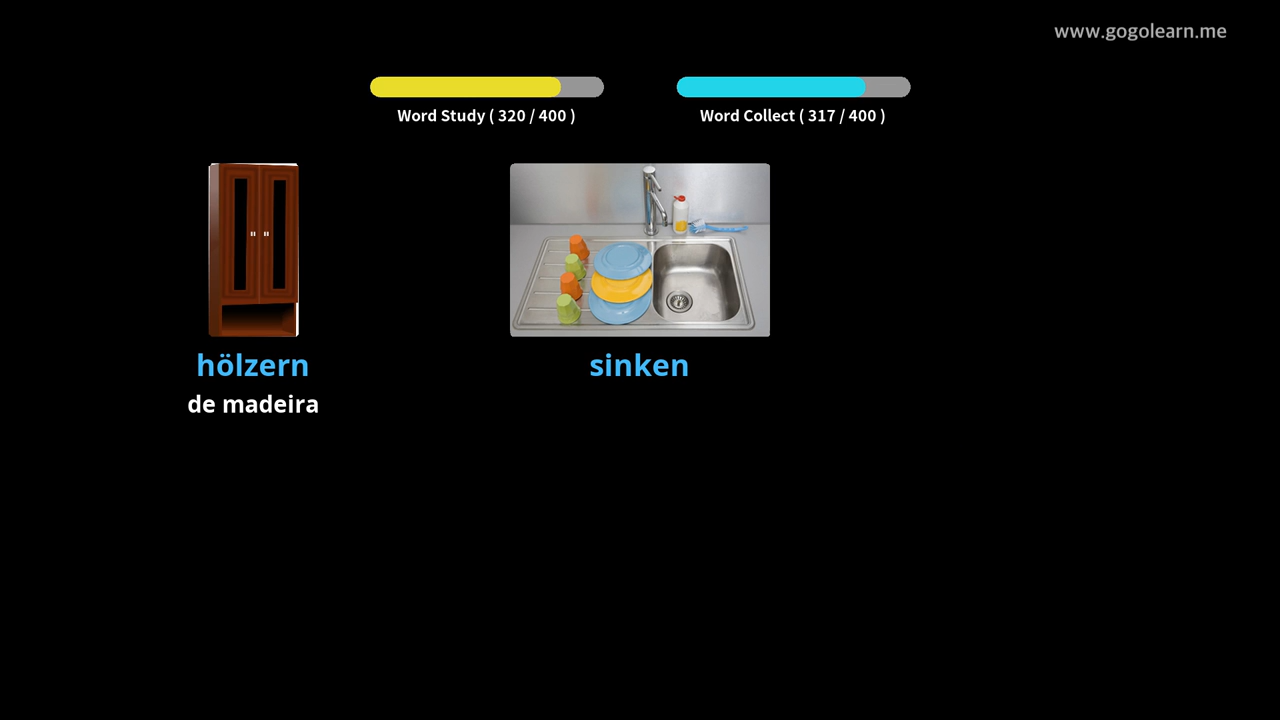 www.gogolearn.me
Word Study ( 320 / 400 )
Word Collect ( 317 / 400 )
hölzern
sinken
de madeira